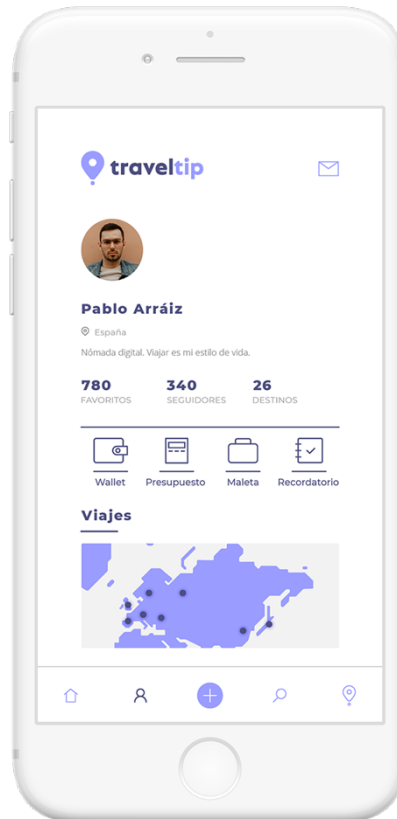 traveltip
Pablo Arráiz
España
Nómada digital. Viajar es mi estilo de vida.
780 340 26
FAVORITOS SEGUIDORES DESTINOS
Wallet Presupuesto Maleta Recordatorio
Viajes